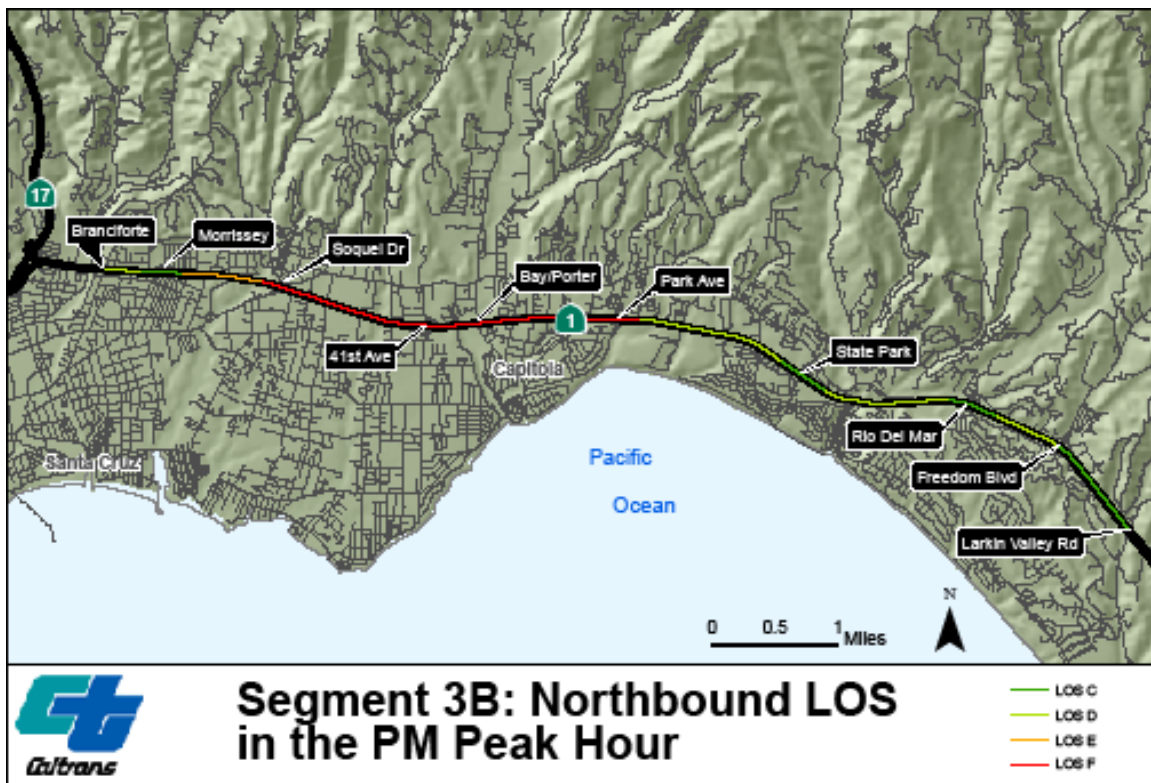 17
Branciforte
Morrissey
Soquel Dr
Bay/Porter
Park Ave
1
41st Ave
Capitola
State Park
Rio Del Mar
Freedom Blvd
Santa Cruz
Pacific
Ocean
Larkin Valley Rd
N
0 0.5 1 Miles
Segment 3B: Northbound LOS
in the PM Peak Hour
Caltrans
LOS C
LOS D
LOS E
LOS F